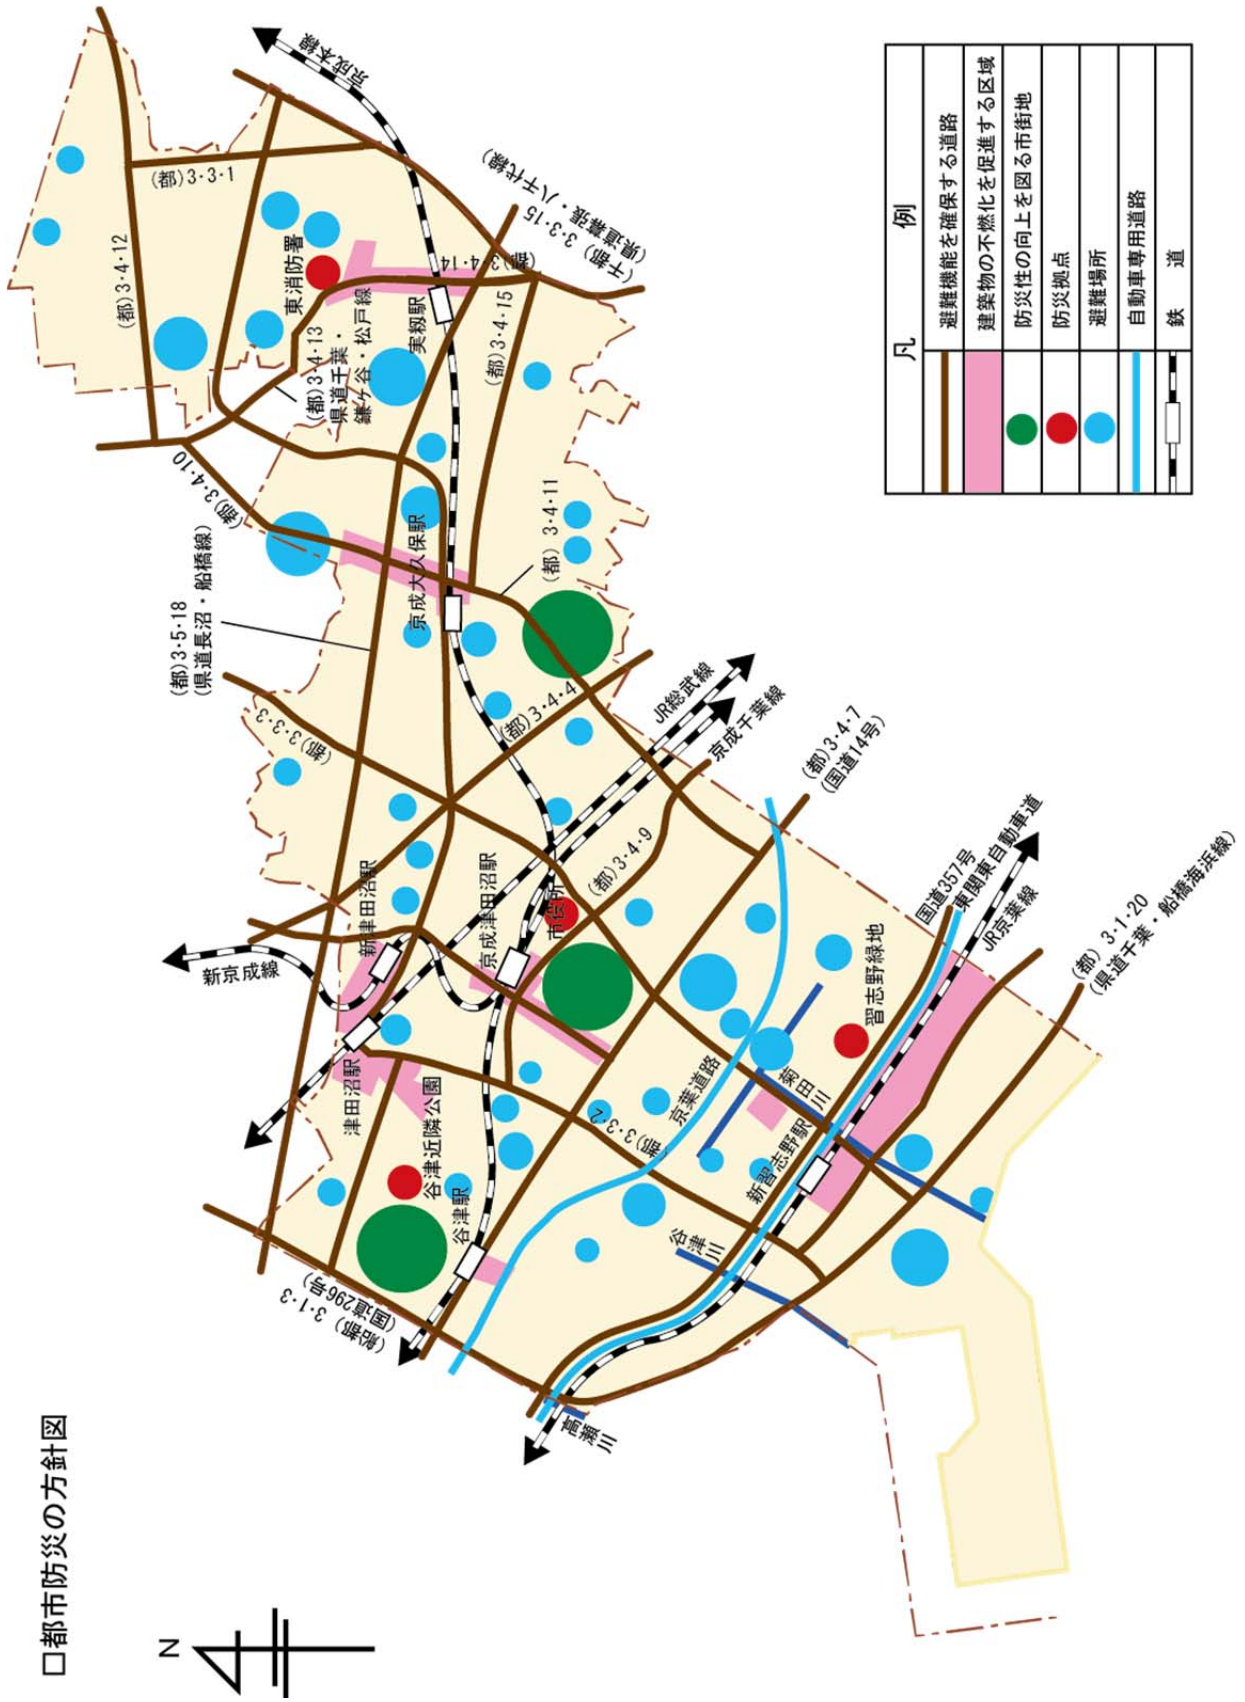 □都市防災の方針図
N
凡　例
避難機能を確保する道路
建築物の不燃化を促進する区域
防災性の向上を図る市街地
防災拠点
避難場所
自動車専用道路
鉄　道
京成本線
(都)3・3・1
(都)3・4・12
東消防署
(都)3・4・13
県道千葉・
鎌ケ谷・松戸線
(都)3・4・14
(千都) 3・3・15
(県道幕張・八千代線)
実籾駅
(都)3・4・15
(都)3・4・10
(都)3・5・18
(県道長沼・船橋線)
京成大久保駅
(都) 3・4・11
(都)3・3・3
(都)3・4・4
JR総武線
京成千葉線
(都)3・4・7
(国道14号)
新京成線
新津田沼駅
京成津田沼駅
市役所
(都)3・4・9
津田沼駅
谷津近隣公園
谷津駅
(船都) 3・1・3
(国道296号)
(都)3・3・2
京葉道路
菊田川
習志野緑地
国道357号
東関東自動車道
JR京葉線
新習志野駅
谷津川
高瀬川
(都) 3・1・20
(県道千葉・船橋海浜線)